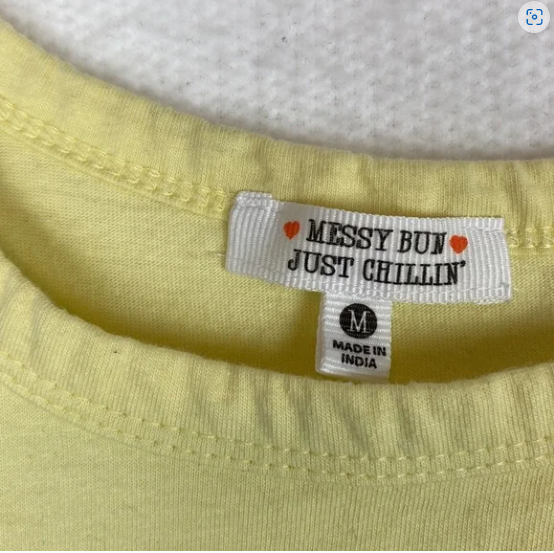 MESSY BUN
JUST CHILLIN'
M
MADE IN
INDIA